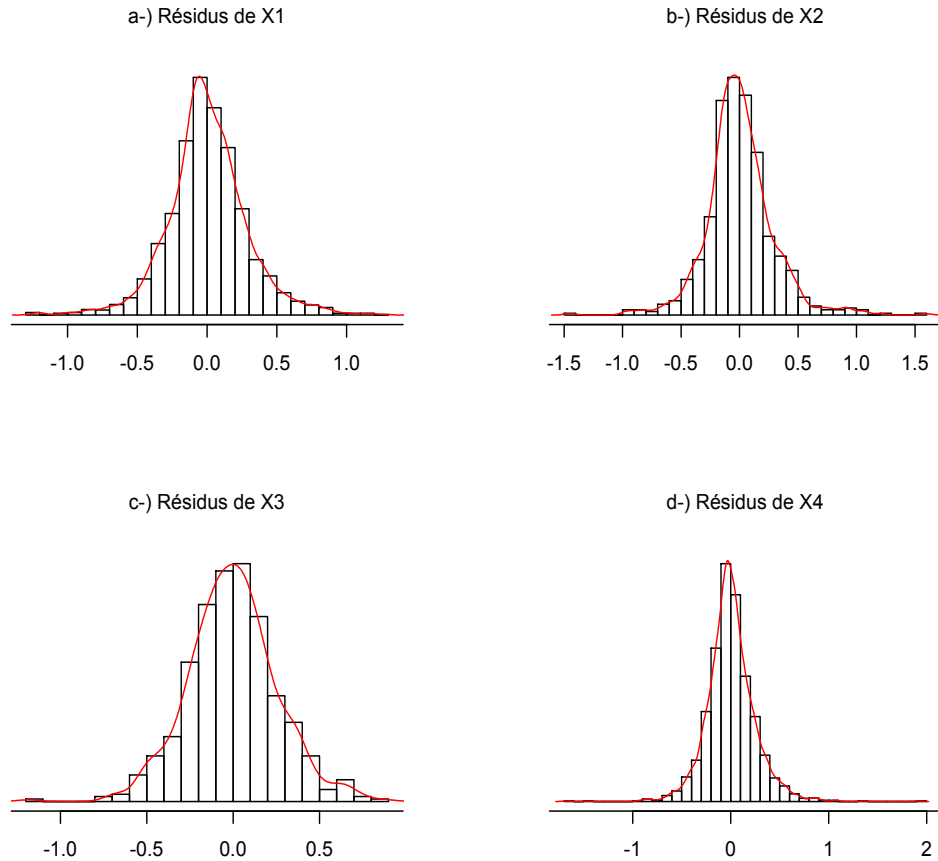 a-) Résidus de X1
b-) Résidus de X2
-1.0 -0.5 0.0 0.5 1.0
-1.5 -1.0 -0.5 0.0 0.5 1.0 1.5
c-) Résidus de X3
d-) Résidus de X4
-1.0 -0.5 0.0 0.5
-1 0 1 2